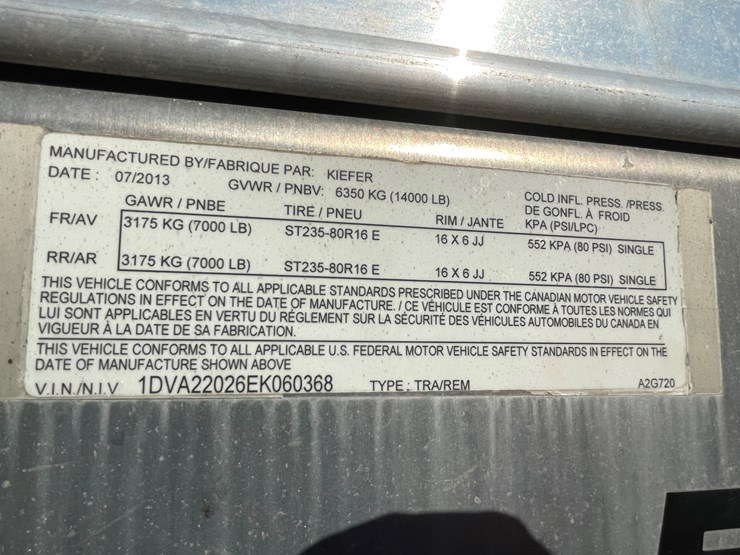 MANUFACTURED BY/FABRIQUE PAR: KIEFER
DATE : 07/2013 GVWR / PNBV: 6350 KG (14000 LB)
GAWR / PNBE TIRE / PNEU RIM / JANTE COLD INFL. PRESS. /PRESS. DE GONFL. À FROID KPA (PSI/LPC)
FR/AV 3175 KG (7000 LB) ST235-80R16 E 16 X 6 JJ 552 KPA (80 PSI) SINGLE
RR/AR 3175 KG (7000 LB) ST235-80R16 E 16 X 6 JJ 552 KPA (80 PSI) SINGLE
THIS VEHICLE CONFORMS TO ALL APPLICABLE STANDARDS PRESCRIBED UNDER THE CANADIAN MOTOR VEHICLE SAFETY
REGULATIONS IN EFFECT ON THE DATE OF MANUFACTURE. / CE VÉHICULE EST CONFORME À TOUTES LES NORMES QUI
LUI SONT APPLICABLES EN VERTU DU RÉGLEMENT SUR LA SÉCURITÉ DES VÉHICULES AUTOMOBILES DU CANADA EN
VIGUEUR À LA DATE DE SA FABRICATION.
THIS VEHICLE CONFORMS TO ALL APPLICABLE U.S. FEDERAL MOTOR VEHICLE SAFETY STANDARDS IN EFFECT ON THE
DATE OF MANUFACTURE SHOWN ABOVE
V.I.N./N.I.V 1DVA22026EK060368 TYPE : TRA/REM A2G720